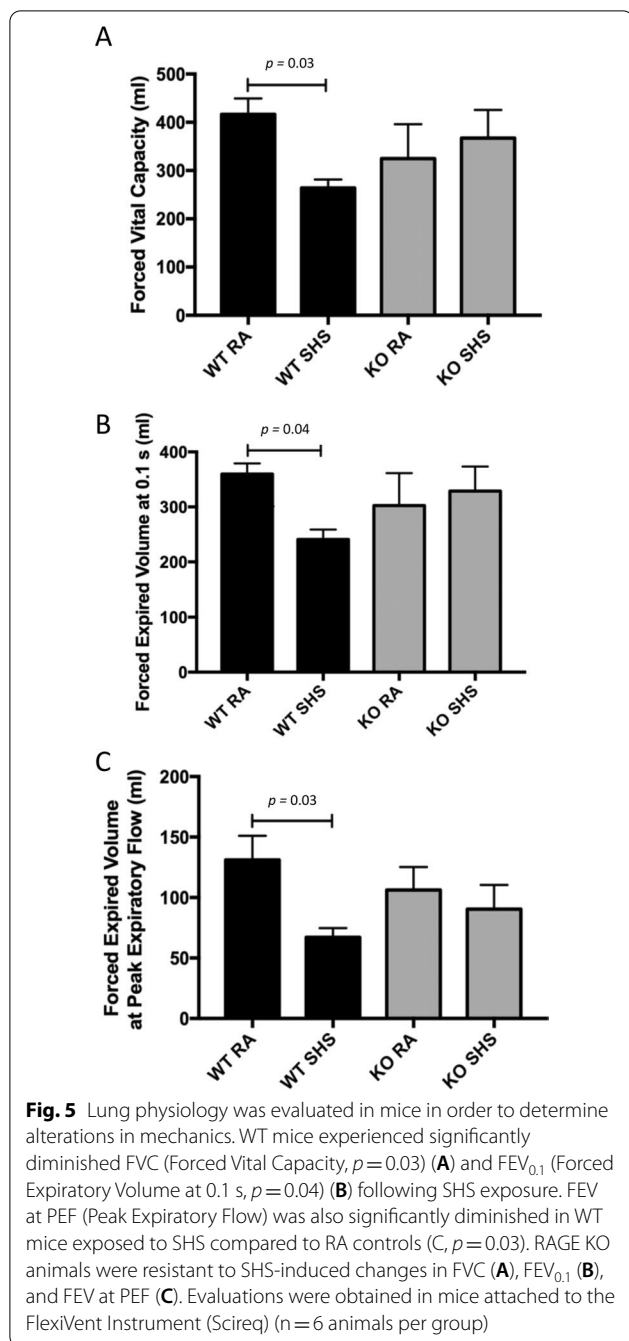 A
p = 0.03
Forced Vital Capacity (ml)
500
400
300
200
100
0
WT RA
WT SHS
KO RA
KO SHS
B
p = 0.04
Forced Expired Volume at 0.1 s (ml)
400
300
200
100
0
WT RA
WT SHS
KO RA
KO SHS
C
p = 0.03
Forced Expired Volume
at Peak Expiratory Flow (ml)
200
150
100
50
0
WT RA
WT SHS
KO RA
KO SHS
Fig. 5 Lung physiology was evaluated in mice in order to determine
alterations in mechanics. WT mice experienced significantly
diminished FVC (Forced Vital Capacity, p = 0.03) (A) and FEV0.1 (Forced
Expiratory Volume at 0.1 s, p = 0.04) (B) following SHS exposure. FEV
at PEF (Peak Expiratory Flow) was also significantly diminished in WT
mice exposed to SHS compared to RA controls (C, p = 0.03). RAGE KO
animals were resistant to SHS-induced changes in FVC (A), FEV0.1 (B),
and FEV at PEF (C). Evaluations were obtained in mice attached to the
FlexiVent Instrument (Scireq) (n = 6 animals per group)